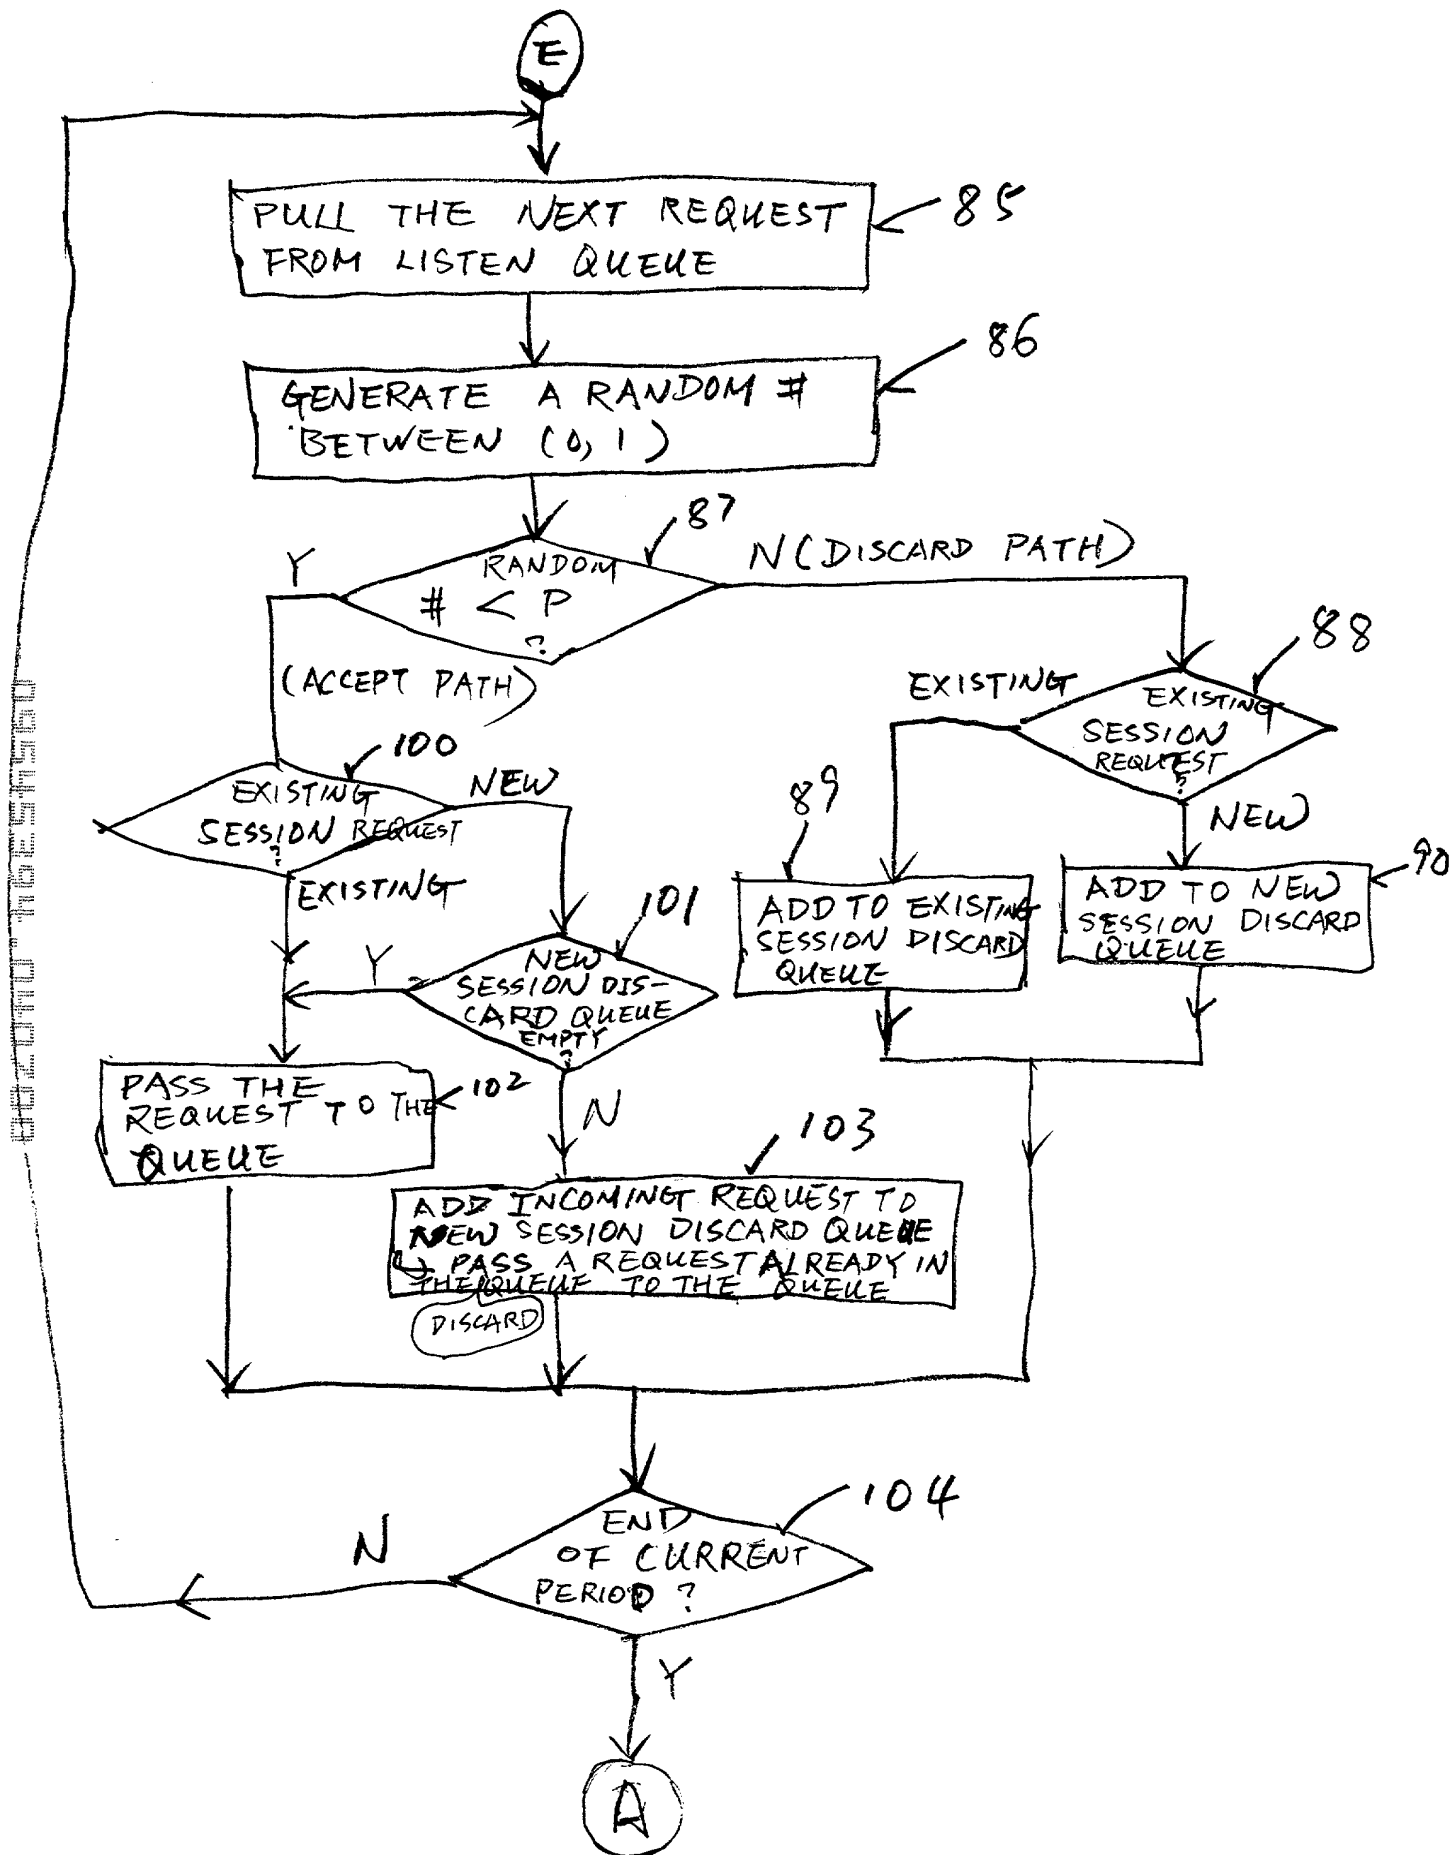 E
PULL THE NEXT REQUEST
FROM LISTEN QUEUE
85
GENERATE A RANDOM #
BETWEEN (0, 1)
86
87
RANDOM
# < P
?
Y
(ACCEPT PATH)
N (DISCARD PATH)
88
EXISTING
SESSION
REQUEST
?
EXISTING
NEW
100
EXISTING
SESSION REQUEST
?
NEW
EXISTING
89
ADD TO EXISTING
SESSION DISCARD
QUEUE
90
ADD TO NEW
SESSION DISCARD
QUEUE
101
NEW
SESSION DIS-
CARD QUEUE
EMPTY
?
Y
N
PASS THE
REQUEST TO THE
QUEUE
102
103
ADD INCOMING REQUEST TO
NEW SESSION DISCARD QUEUE
PASS A REQUEST ALREADY IN
THE QUEUE TO THE QUEUE
DISCARD
104
END
OF CURRENT
PERIOD ?
N
Y
A